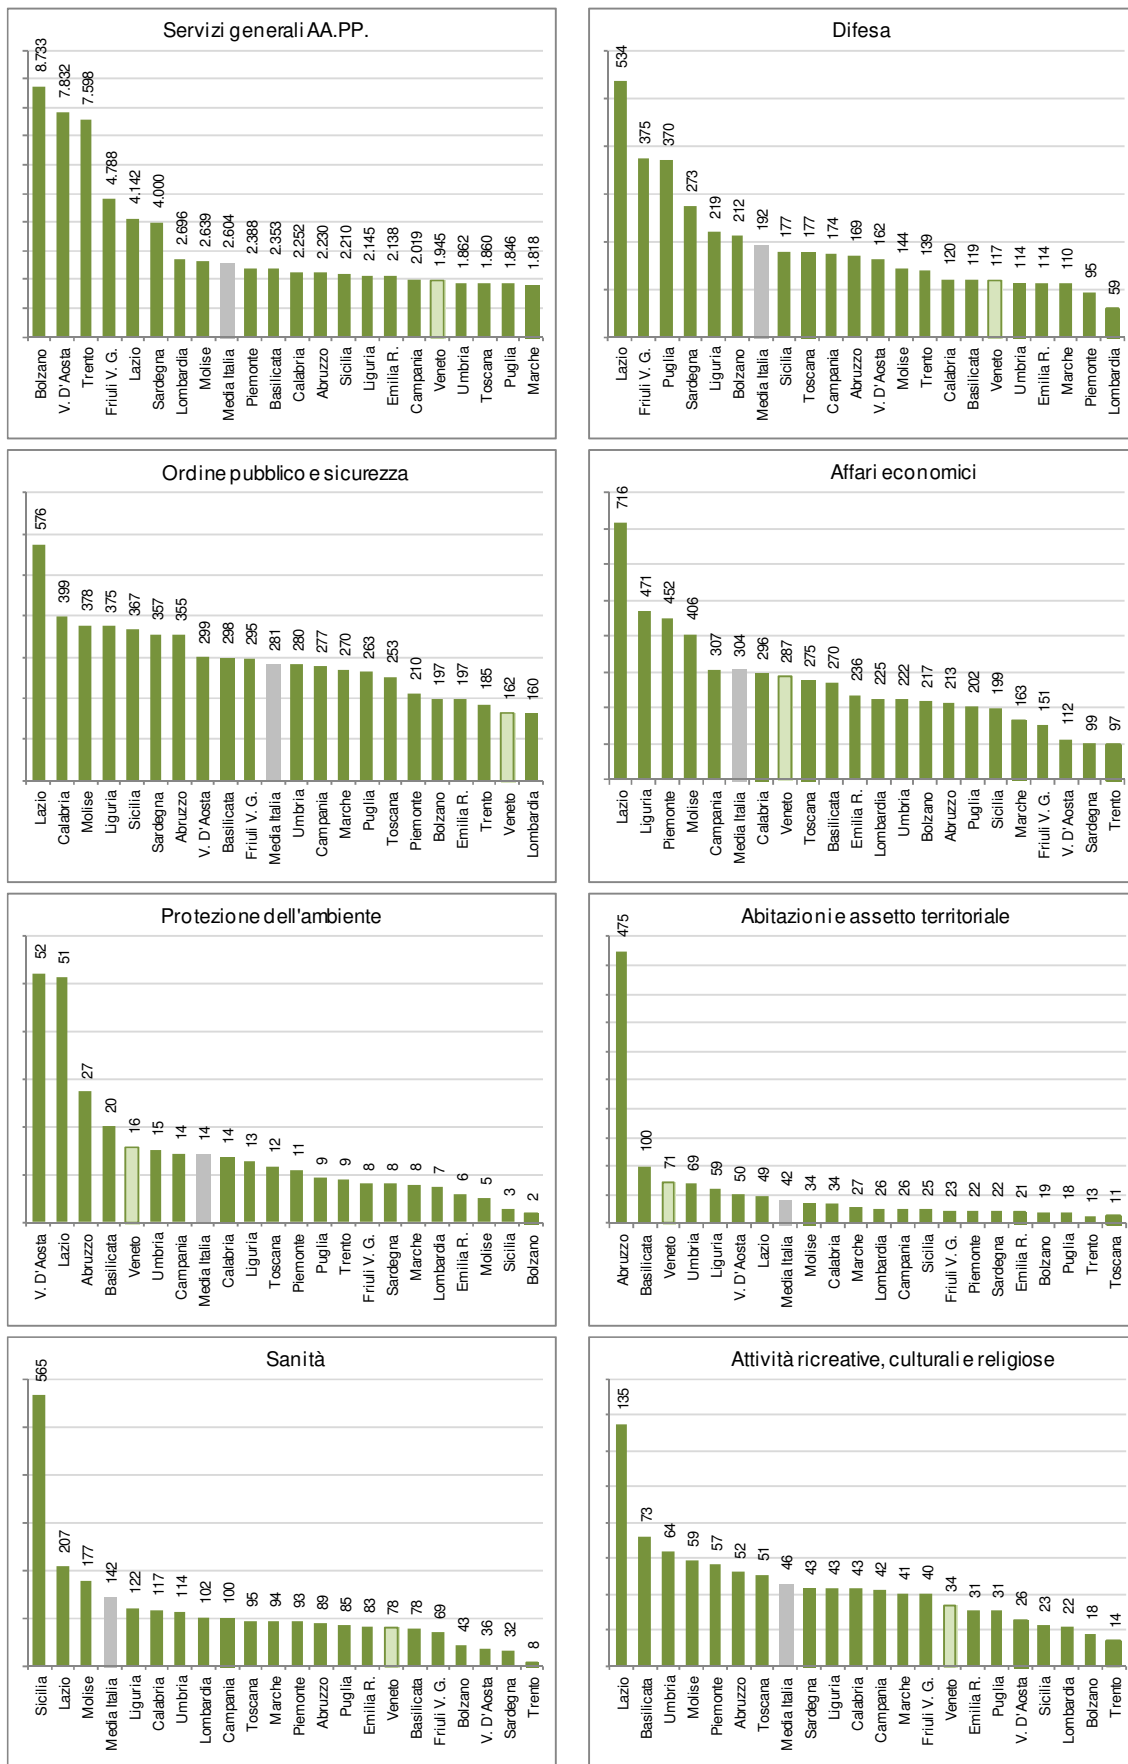 Servizi generali AA.PP.
8.733
7.832
7.598
4.788
4.142
4.000
2.696
2.639
2.604
2.388
2.353
2.252
2.230
2.210
2.145
2.138
2.019
1.945
1.862
1.860
1.846
1.818
Bolzano
V. D'Aosta
Trento
Friuli V. G.
Lazio
Sardegna
Lombardia
Molise
Media Italia
Piemonte
Basilicata
Calabria
Abruzzo
Sicilia
Liguria
Emilia R.
Campania
Veneto
Umbria
Toscana
Puglia
Marche
Difesa
534
375
370
273
219
212
192
177
177
174
169
162
144
139
120
119
117
114
114
110
95
59
Lazio
Friuli V. G.
Puglia
Sardegna
Liguria
Bolzano
Media Italia
Sicilia
Toscana
Campania
Abruzzo
V. D'Aosta
Molise
Trento
Calabria
Basilicata
Veneto
Umbria
Emilia R.
Marche
Piemonte
Lombardia
Ordine pubblico e sicurezza
576
399
378
375
367
357
355
299
298
295
281
280
277
270
263
253
210
197
197
185
162
160
Lazio
Calabria
Molise
Liguria
Sicilia
Sardegna
Abruzzo
V. D'Aosta
Basilicata
Friuli V. G.
Media Italia
Umbria
Campania
Marche
Puglia
Toscana
Piemonte
Bolzano
Emilia R.
Trento
Veneto
Lombardia
Affari economici
716
471
452
406
307
304
296
287
275
270
236
225
222
217
213
202
199
163
151
112
99
97
Lazio
Liguria
Piemonte
Molise
Campania
Media Italia
Calabria
Veneto
Toscana
Basilicata
Emilia R.
Lombardia
Umbria
Bolzano
Abruzzo
Puglia
Sicilia
Marche
Friuli V. G.
V. D'Aosta
Sardegna
Trento
Protezione dell'ambiente
52
51
27
20
16
15
14
14
14
13
12
11
9
9
8
8
8
7
6
5
3
2
V. D'Aosta
Lazio
Abruzzo
Basilicata
Veneto
Umbria
Campania
Media Italia
Calabria
Liguria
Toscana
Piemonte
Puglia
Trento
Friuli V. G.
Sardegna
Marche
Lombardia
Emilia R.
Molise
Sicilia
Bolzano
Abitazioni e assetto territoriale
475
100
71
69
59
50
49
42
34
34
27
26
26
25
23
22
22
21
19
18
13
11
Abruzzo
Basilicata
Veneto
Umbria
Liguria
V. D'Aosta
Lazio
Media Italia
Molise
Calabria
Marche
Lombardia
Campania
Sicilia
Friuli V. G.
Piemonte
Sardegna
Emilia R.
Bolzano
Puglia
Trento
Toscana
Sanità
565
207
177
142
122
117
114
102
100
95
94
93
89
85
83
78
78
69
43
36
32
8
Sicilia
Lazio
Molise
Media Italia
Liguria
Calabria
Umbria
Lombardia
Campania
Toscana
Marche
Piemonte
Abruzzo
Puglia
Emilia R.
Veneto
Basilicata
Friuli V. G.
Bolzano
V. D'Aosta
Sardegna
Trento
Attività ricreative, culturali e religiose
135
73
64
59
57
52
51
46
43
43
43
42
41
40
34
31
31
26
23
22
18
14
Lazio
Basilicata
Umbria
Molise
Piemonte
Abruzzo
Toscana
Media Italia
Sardegna
Liguria
Calabria
Campania
Marche
Friuli V. G.
Veneto
Emilia R.
Puglia
V. D'Aosta
Sicilia
Lombardia
Bolzano
Trento